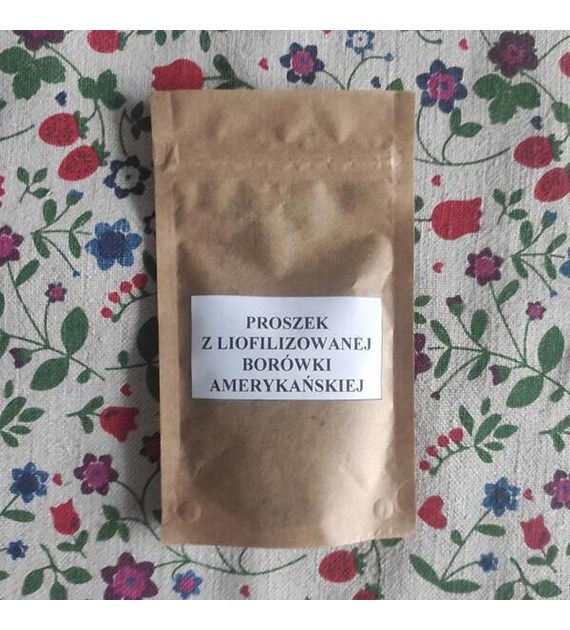 PROSZEK
Z LIOFILIZOWANEJ
BORÓWKI
AMERYKAŃSKIEJ